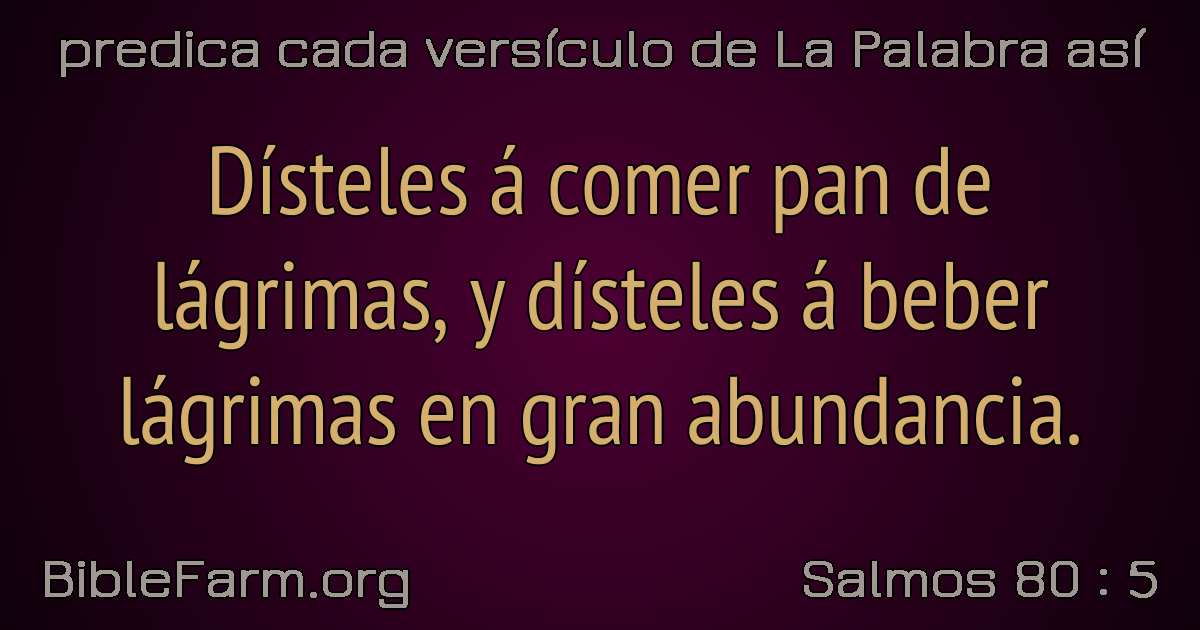 predica cada versículo de La Palabra así
Dísteles á comer pan de
lágrimas, y dísteles á beber
lágrimas en gran abundancia.
BibleFarm.org
Salmos 80 : 5